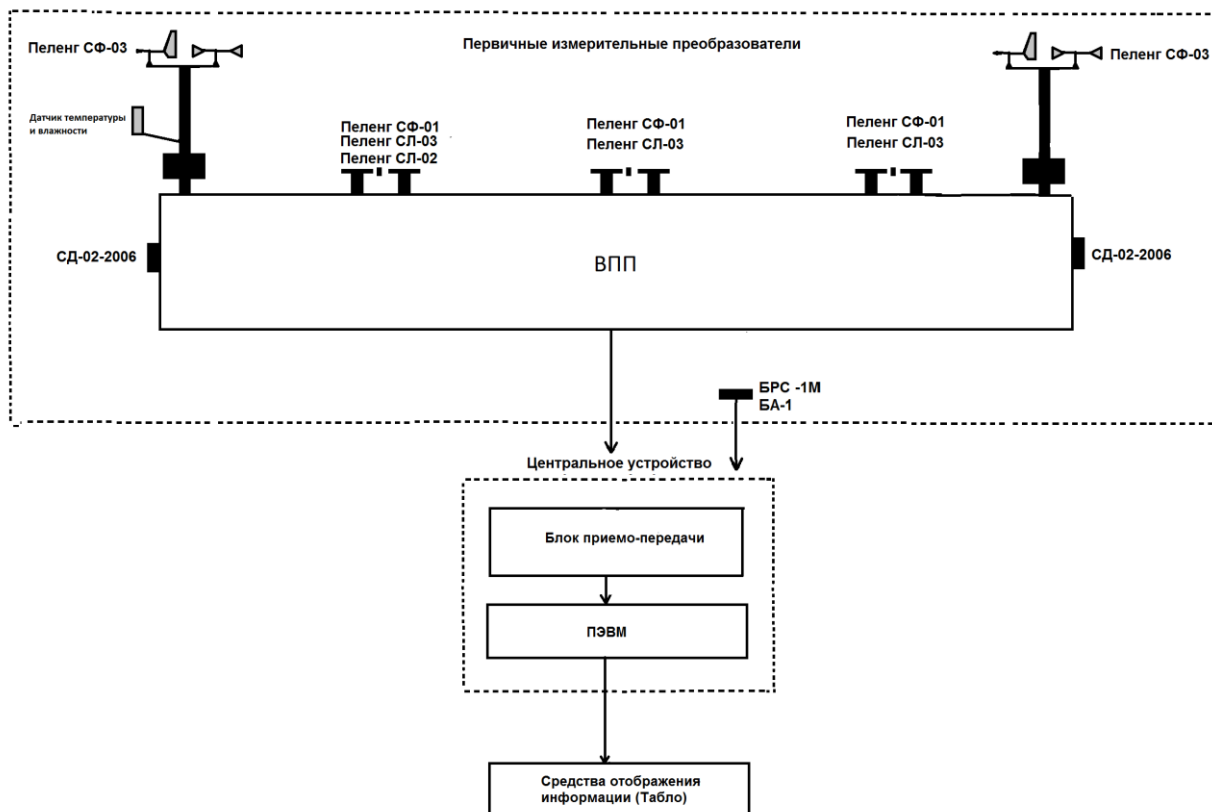 Первичные измерительные преобразователи
Пеленг СФ-03
Пеленг СФ-03
Датчик температуры
и влажности
Пеленг СФ-01
Пеленг СЛ-03
Пеленг СЛ-02
Пеленг СФ-01
Пеленг СЛ-03
Пеленг СФ-01
Пеленг СЛ-03
СД-02-2006
ВПП
СД-02-2006
БРС -1М
БА-1
Центральное устройство
Блок приемо-передачи
ПЭВМ
Средства отображения
информации (Табло)